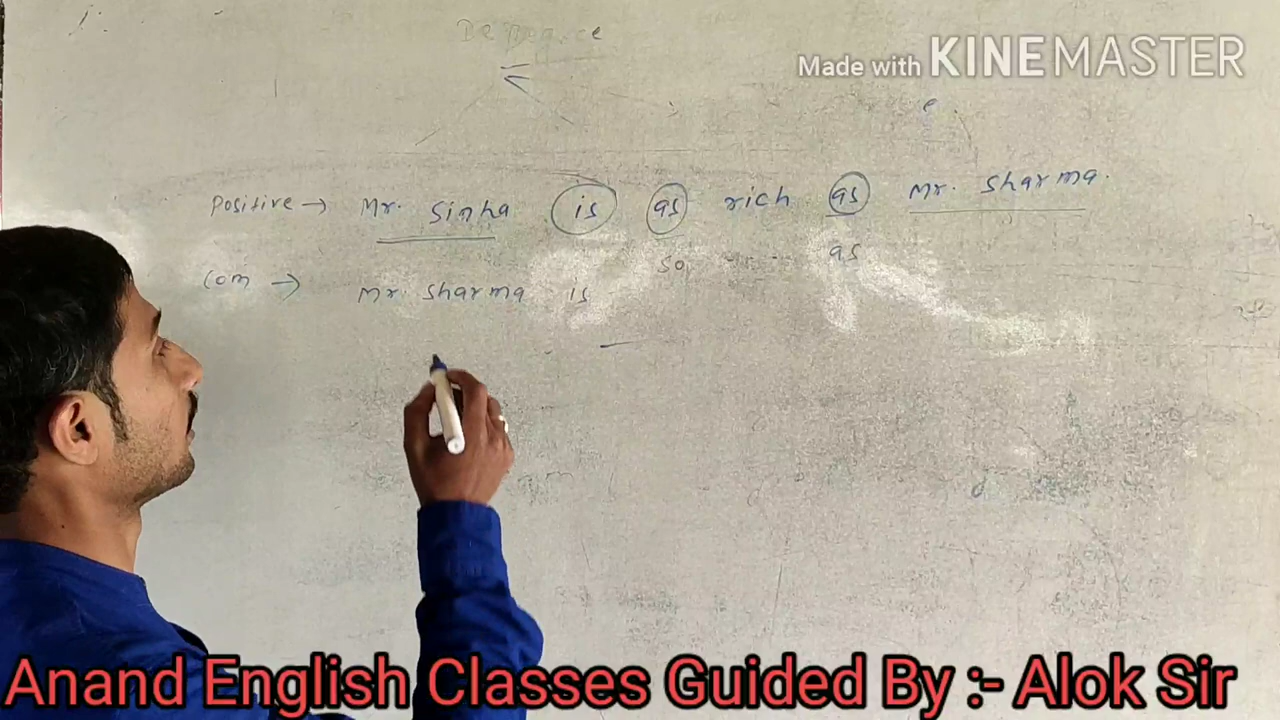 Made with KINEMASTER
Positive → Mr. Sinha is as rich as Mr. Sharma.
so - - - as
Com → Mr. Sharma is
Anand English Classes Guided By :- Alok Sir